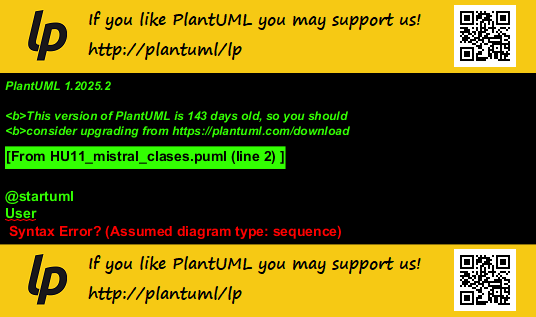 lp
If you like PlantUML you may support us!
http://plantuml/lp
PlantUML 1.2025.2
<b>This version of PlantUML is 143 days old, so you should
<b>consider upgrading from https://plantuml.com/download
[From HU11_mistral_clases.puml (line 2) ]
@startuml
User
Syntax Error? (Assumed diagram type: sequence)
lp
If you like PlantUML you may support us!
http://plantuml/lp